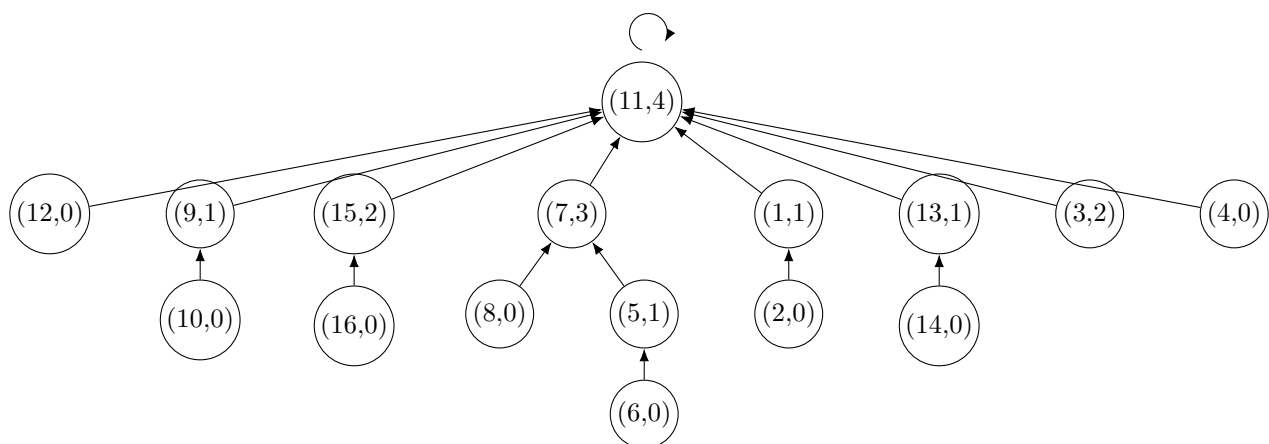 (11,4)
(12,0) (9,1) (15,2) (7,3) (1,1) (13,1) (3,2) (4,0)
(10,0) (16,0) (8,0) (5,1) (2,0) (14,0)
(6,0)